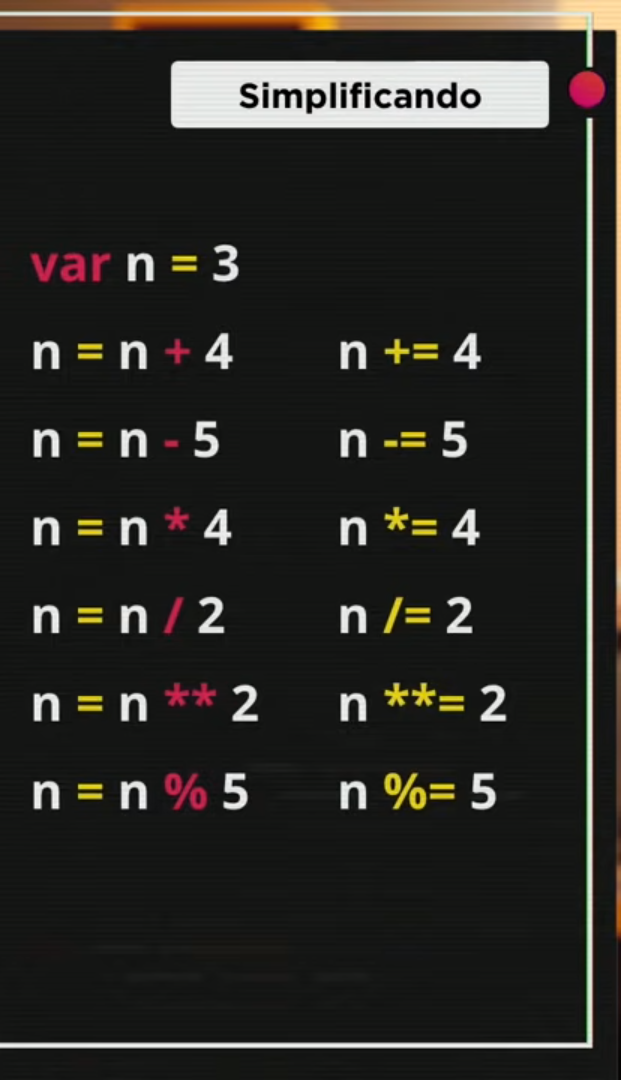 Simplificando
var n = 3
n = n + 4 n += 4
n = n - 5 n -= 5
n = n * 4 n *= 4
n = n / 2 n /= 2
n = n ** 2 n **= 2
n = n % 5 n %= 5